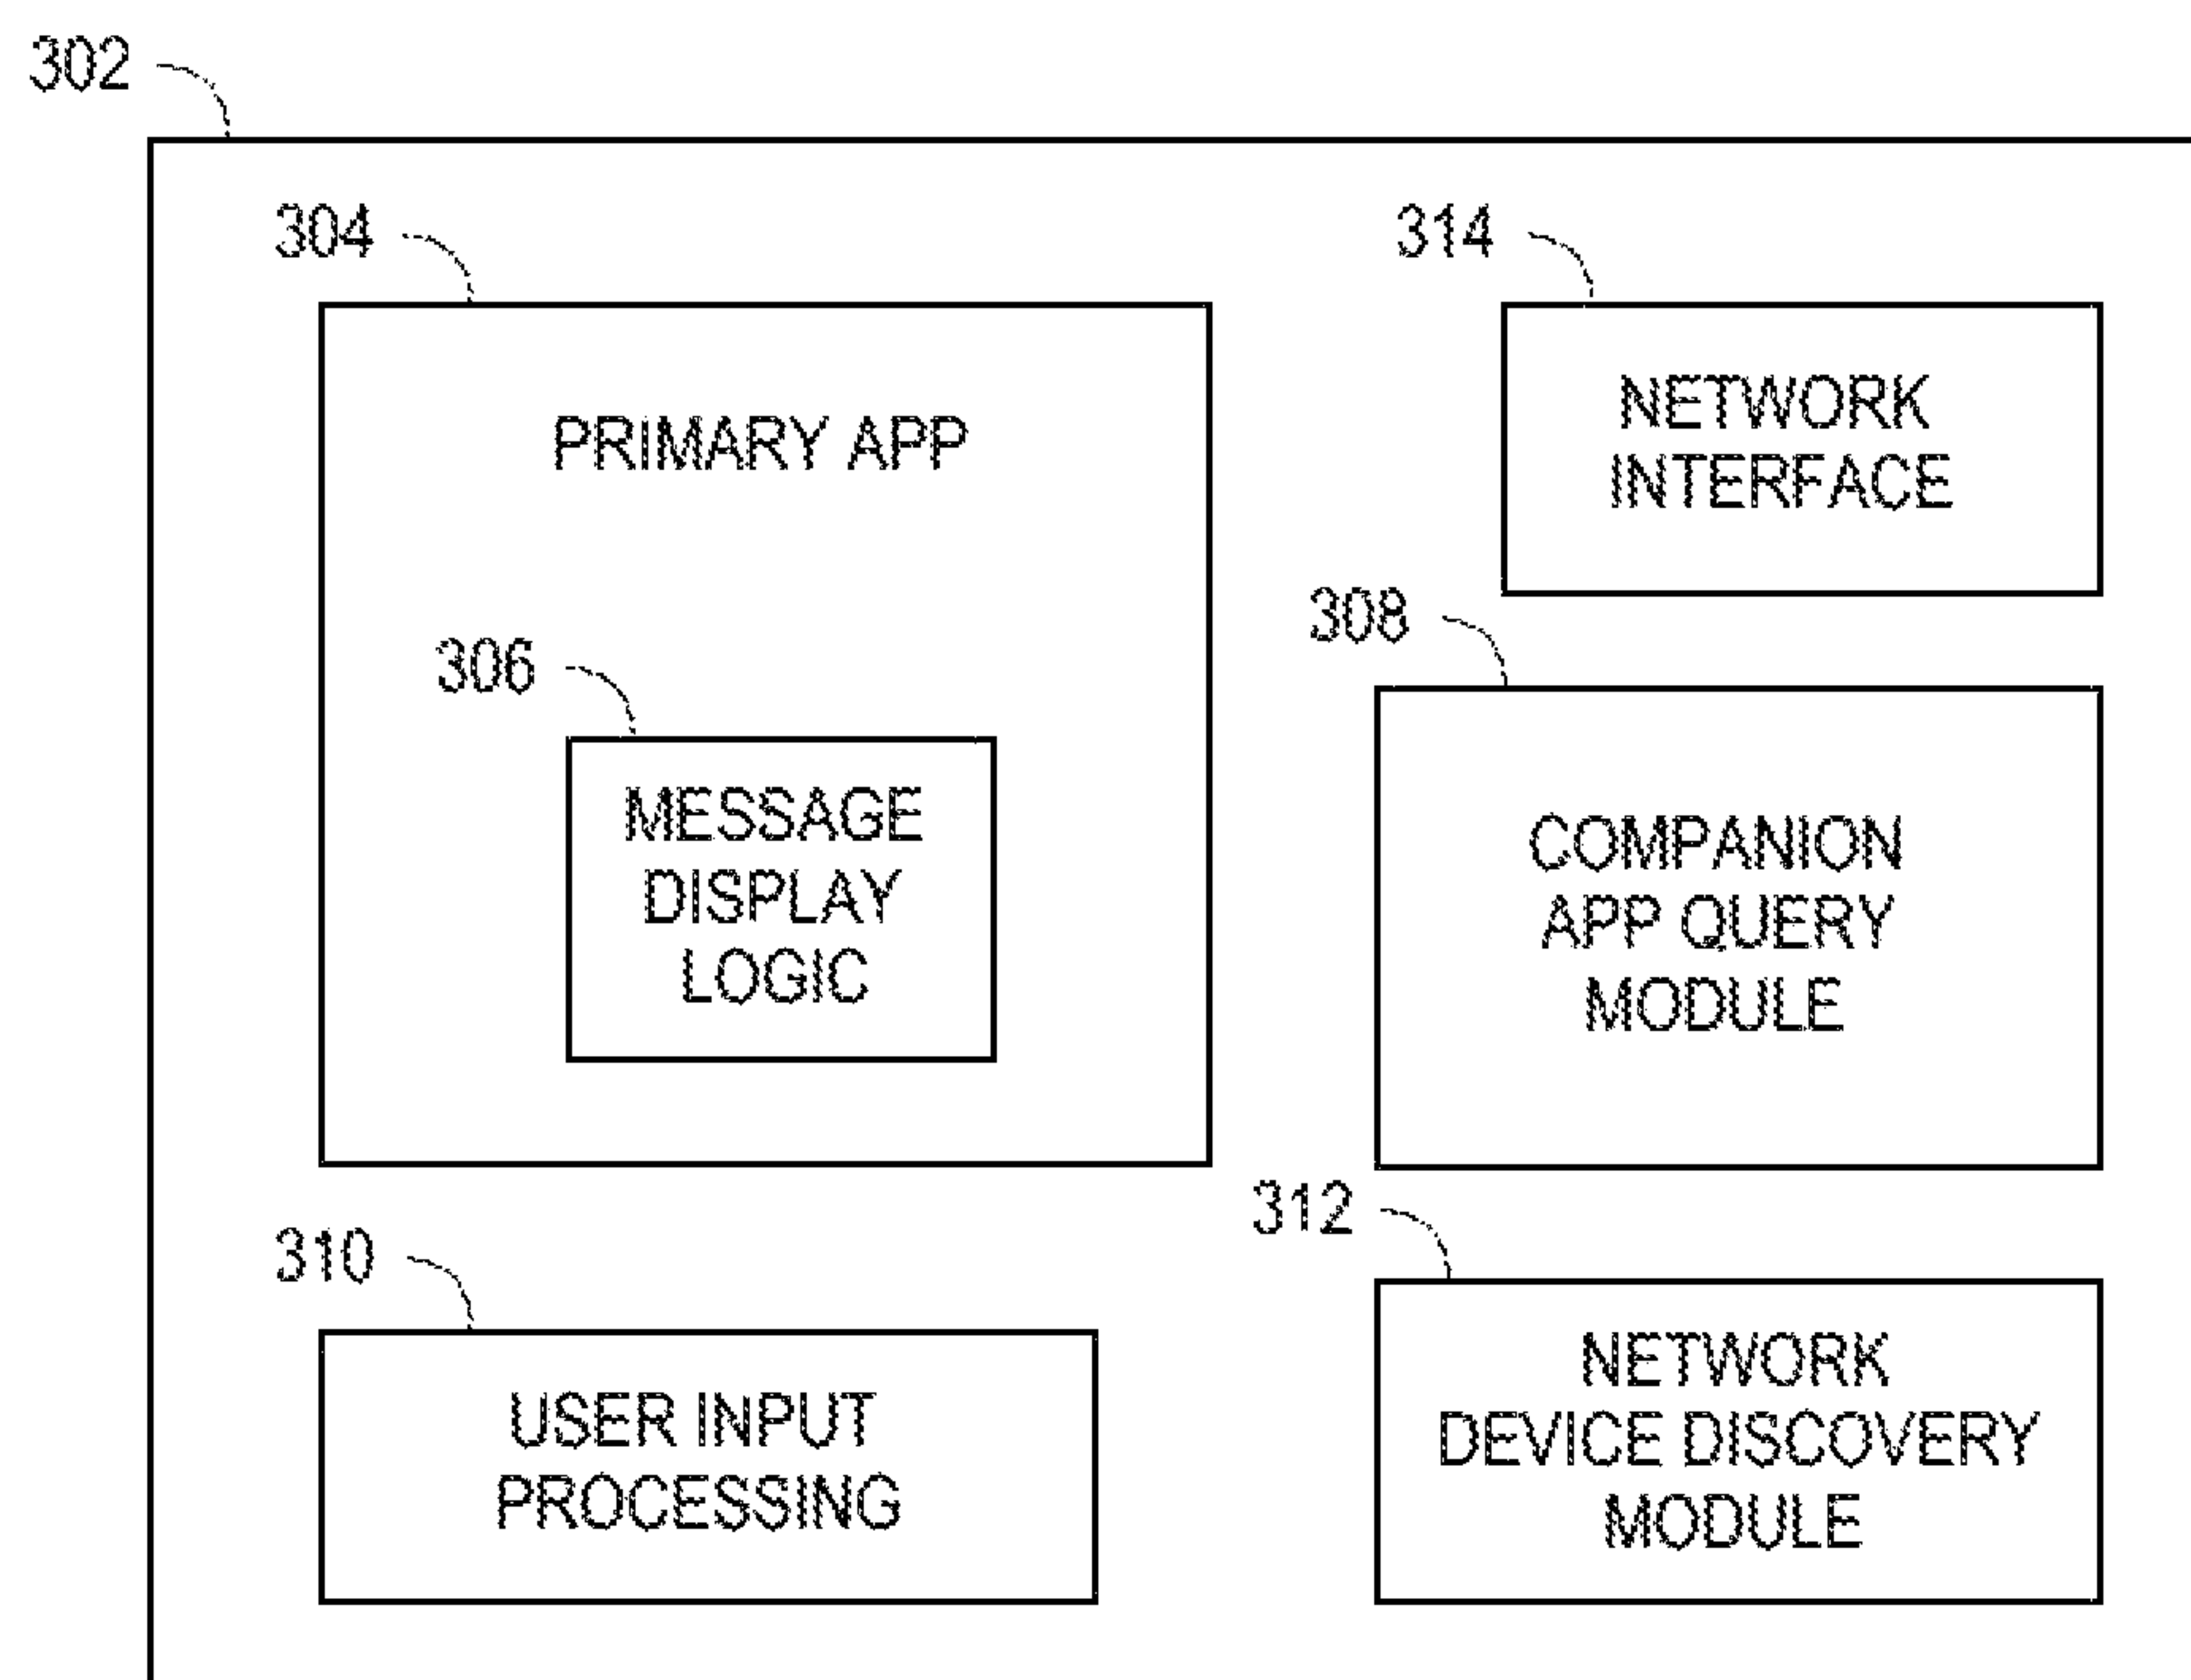 302
304
PRIMARY APP
306
MESSAGE
DISPLAY
LOGIC
314
NETWORK
INTERFACE
308
COMPANION
APP QUERY
MODULE
310
USER INPUT
PROCESSING
312
NETWORK
DEVICE DISCOVERY
MODULE